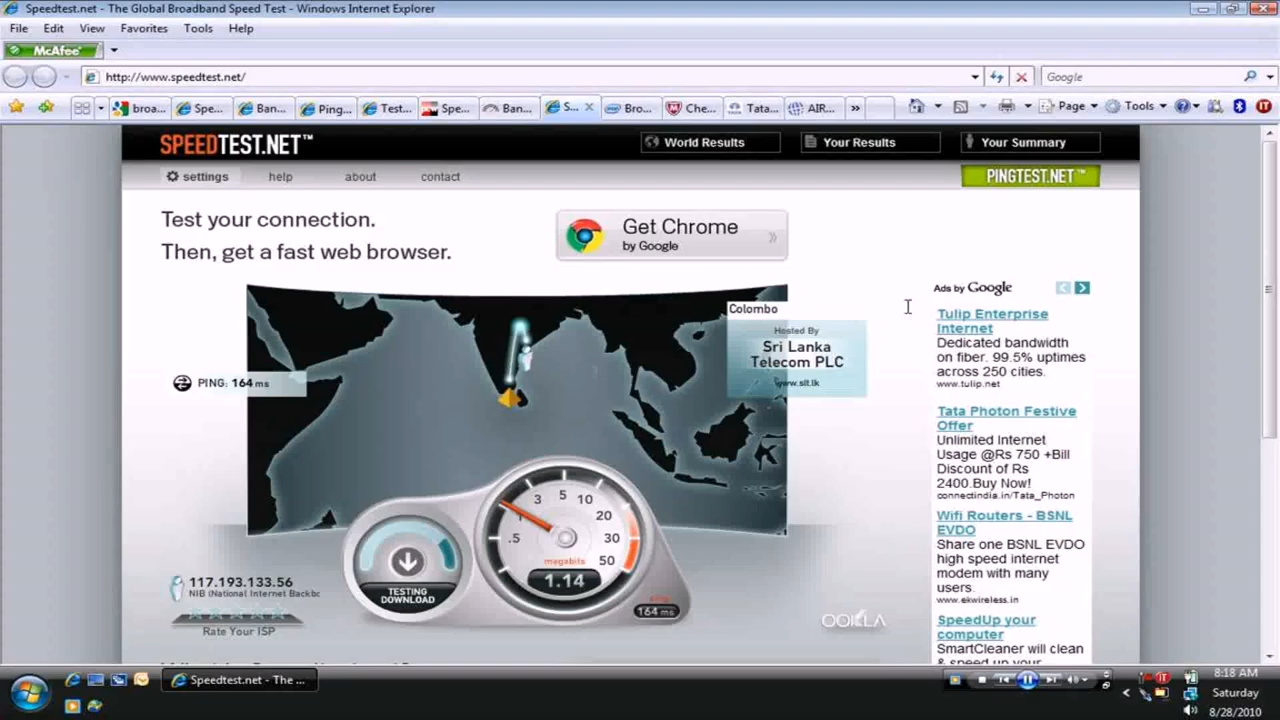 Speedtest.net - The Global Broadband Speed Test - Windows Internet Explorer
File Edit View Favorites Tools Help
McAfee
http://www.speedtest.net/
Google
broa... Spe... Ban... Ping... Test... Spe... Ban... S... Bro... Che... Tata... AIR... » Page Tools
SPEEDTEST.NET™
World Results Your Results Your Summary
settings help about contact
PINGTEST.NET™
Test your connection.
Then, get a fast web browser.
Get Chrome
by Google
Colombo
Hosted By
Sri Lanka
Telecom PLC
www.slt.lk
PING: 164 ms
Ads by Google
Tulip Enterprise
Internet
Dedicated bandwidth
on fiber. 99.5% uptimes
across 250 cities.
www.tulip.net
Tata Photon Festive
Offer
Unlimited Internet
Usage @Rs 750 +Bill
Discount of Rs
2400.Buy Now!
connectindia.in/Tata_Photon
Wifi Routers - BSNL
EVDO
Share one BSNL EVDO
high speed internet
modem with many
users.
www.ekwireless.in
SpeedUp your
computer
SmartCleaner will clean
& speed up your
.5 1 3 5 10 20 30 50
megabits
1.14
TESTING
DOWNLOAD
164 ms
117.193.133.56
NIB (National Internet Backbc
Rate Your ISP
OOKLA
Speedtest.net - The ...
8:18 AM
Saturday
8/28/2010